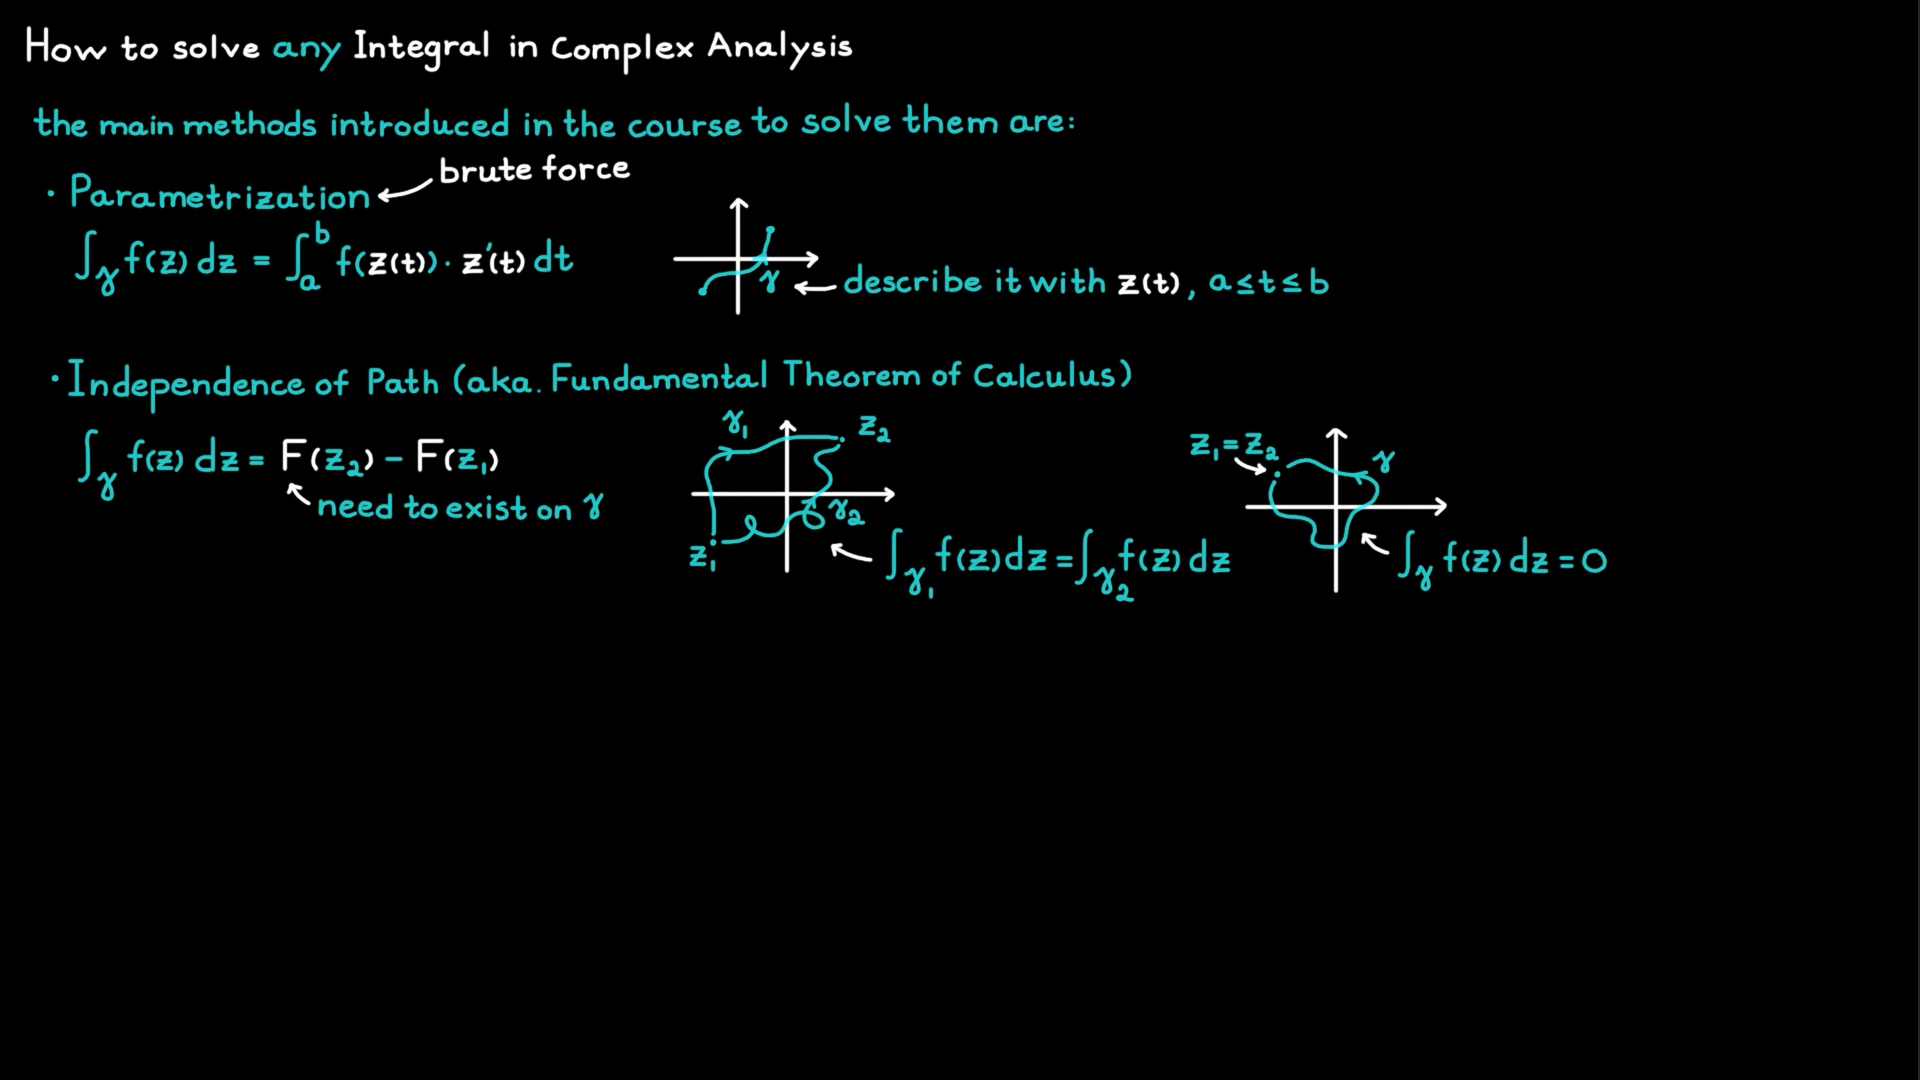 How to solve any Integral in Complex Analysis
the main methods introduced in the course to solve them are:
· Parametrization
brute force
∫γ f(z) dz = ∫_a^b f(z(t)) · z'(t) dt
γ
describe it with z(t), a ≤ t ≤ b
· Independence of Path (aka. Fundamental Theorem of Calculus)
∫γ f(z) dz = F(z₂) - F(z₁)
need to exist on γ
γ₁
z₂
γ₂
z₁
∫γ₁ f(z) dz = ∫γ₂ f(z) dz
z₁ = z₂
γ
∫γ f(z) dz = 0